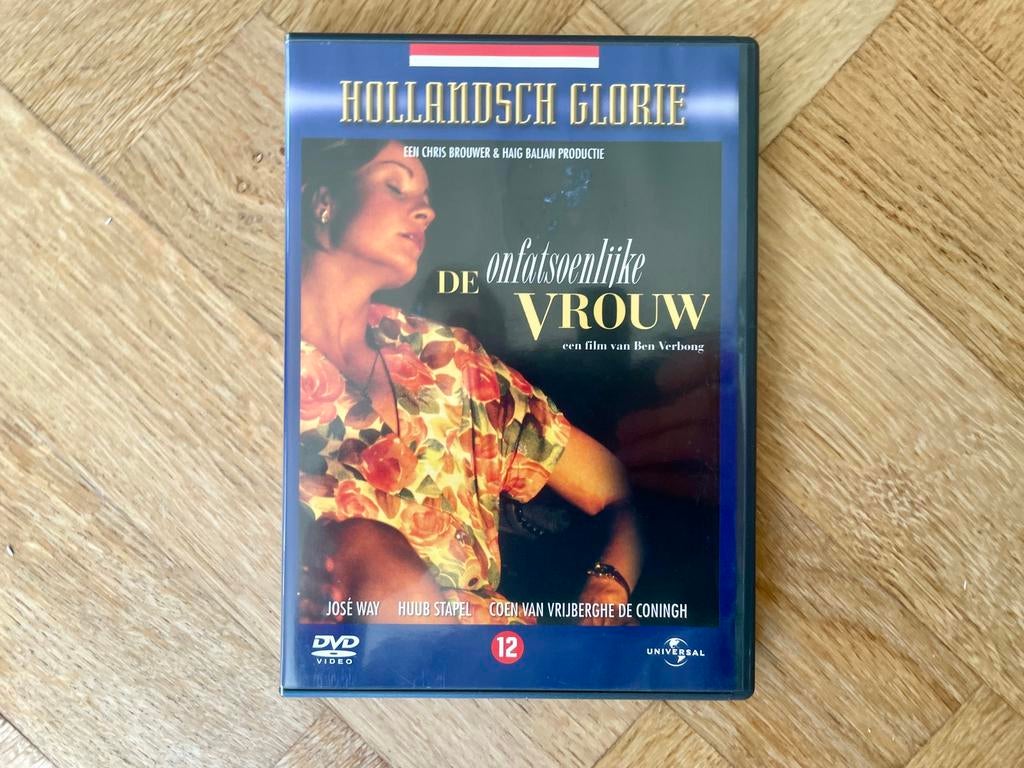 HOLLANDSCH GLORIE
EEN CHRIS BROUWER & HAIG BALIAN PRODUCTIE
DE onfatsoenlijke
VROUW
een film van Ben Verbong
JOSÉ WAY HUUB STAPEL COEN VAN VRIJBERGHE DE CONINGH
DVD
VIDEO
12
UNIVERSAL